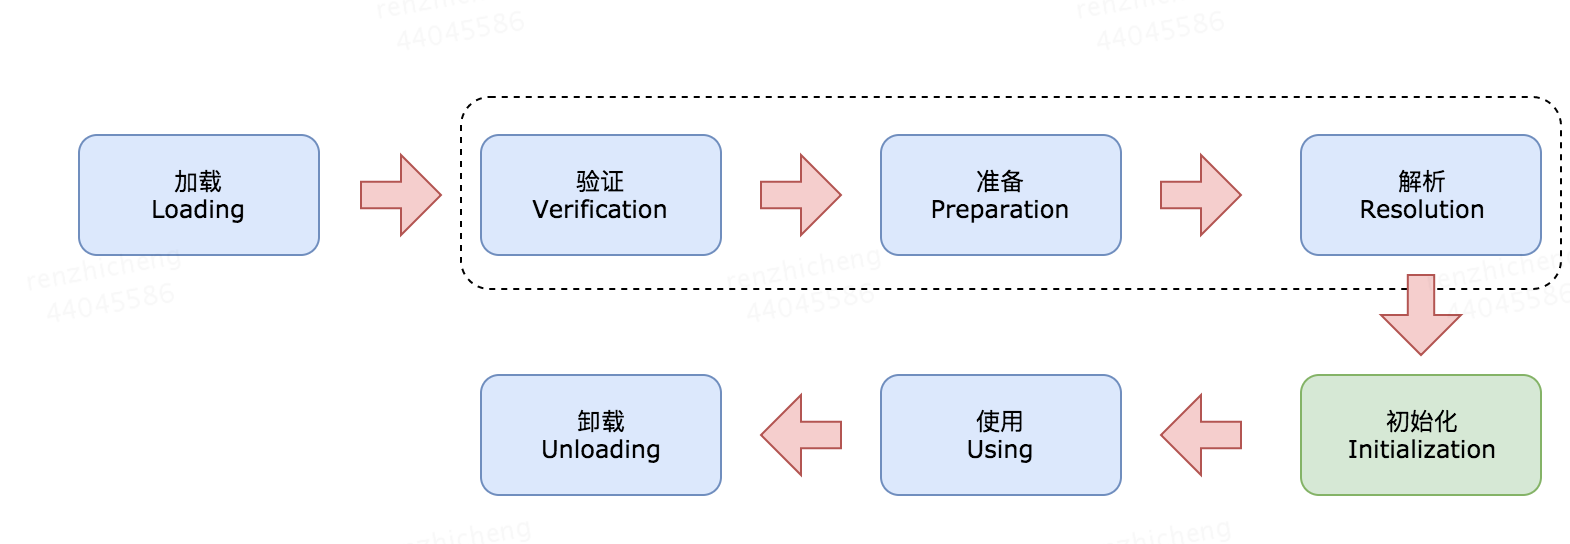 renzhicheng
44045586
renzhicheng
44045586
加载
Loading
验证
Verification
准备
Preparation
解析
Resolution
renzhicheng
44045586
renzhicheng
44045586
renzhicheng
44045586
卸载
Unloading
使用
Using
初始化
Initialization
renzhicheng
renzhicheng